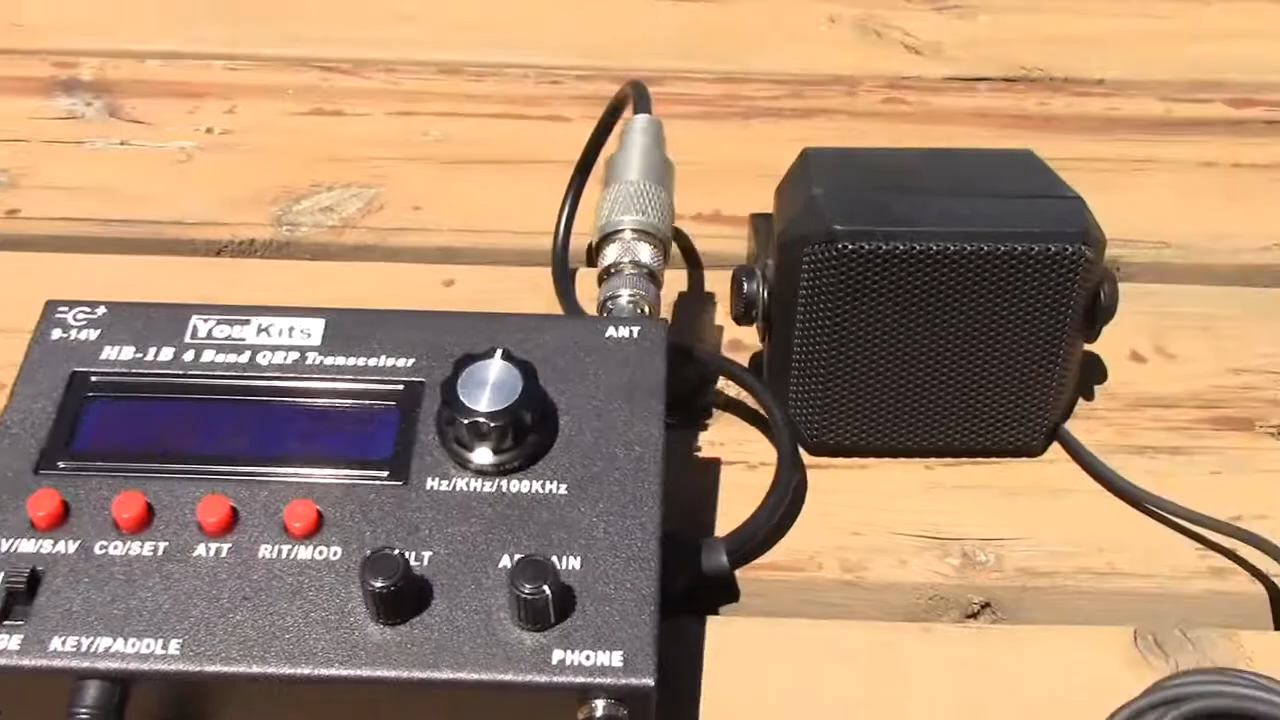 9-14V
YouKits
HB-1B 4 Band QRP Transceiver
ANT
Hz/KHz/100KHz
V/M/SAV CQ/SET ATT RIT/MOD
KEY/PADDLE
PHONE